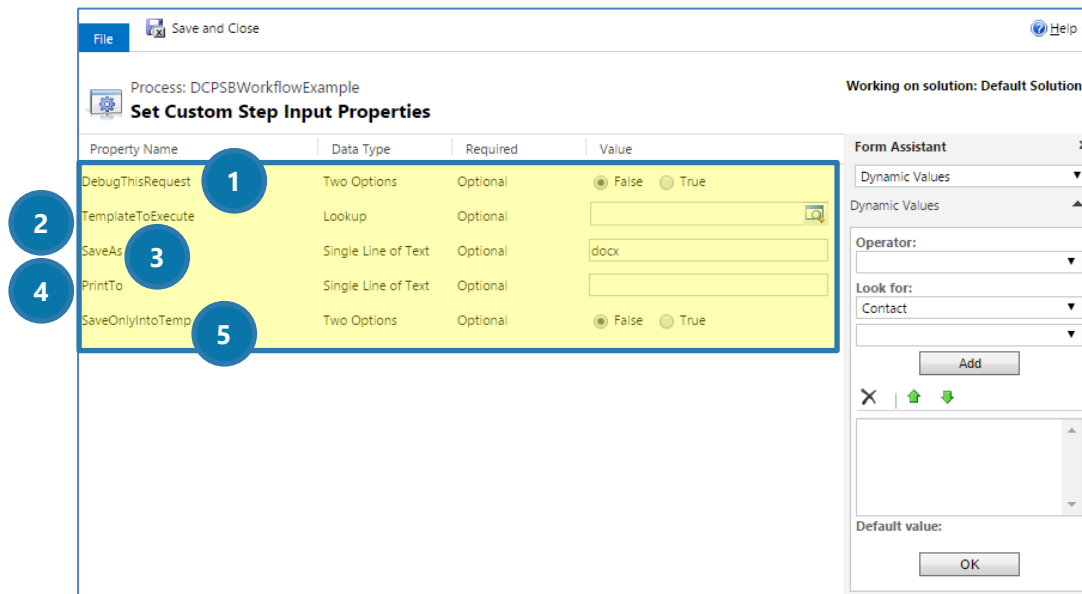 File
Save and Close
Help
Process: DCPSBWorkflowExample
Set Custom Step Input Properties
Working on solution: Default Solution
Property Name Data Type Required Value
DebugThisRequest 1 Two Options Optional False True
2 TemplateToExecute Lookup Optional
SaveAs 3 Single Line of Text Optional docx
4 PrintTo Single Line of Text Optional
SaveOnlyIntoTemp 5 Two Options Optional False True
Form Assistant
Dynamic Values
Dynamic Values
Operator:
Look for:
Contact
Add
Default value:
OK